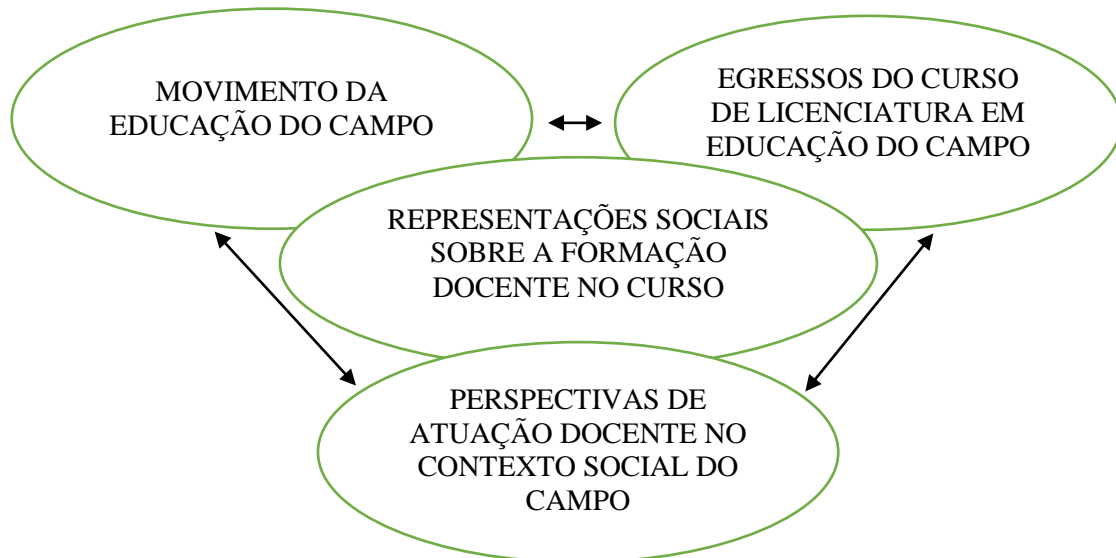 MOVIMENTO DA
EDUCAÇÃO DO CAMPO
EGRESSOS DO CURSO
DE LICENCIATURA EM
EDUCAÇÃO DO CAMPO
REPRESENTAÇÕES SOCIAIS
SOBRE A FORMAÇÃO
DOCENTE NO CURSO
PERSPECTIVAS DE
ATUAÇÃO DOCENTE NO
CONTEXTO SOCIAL DO
CAMPO